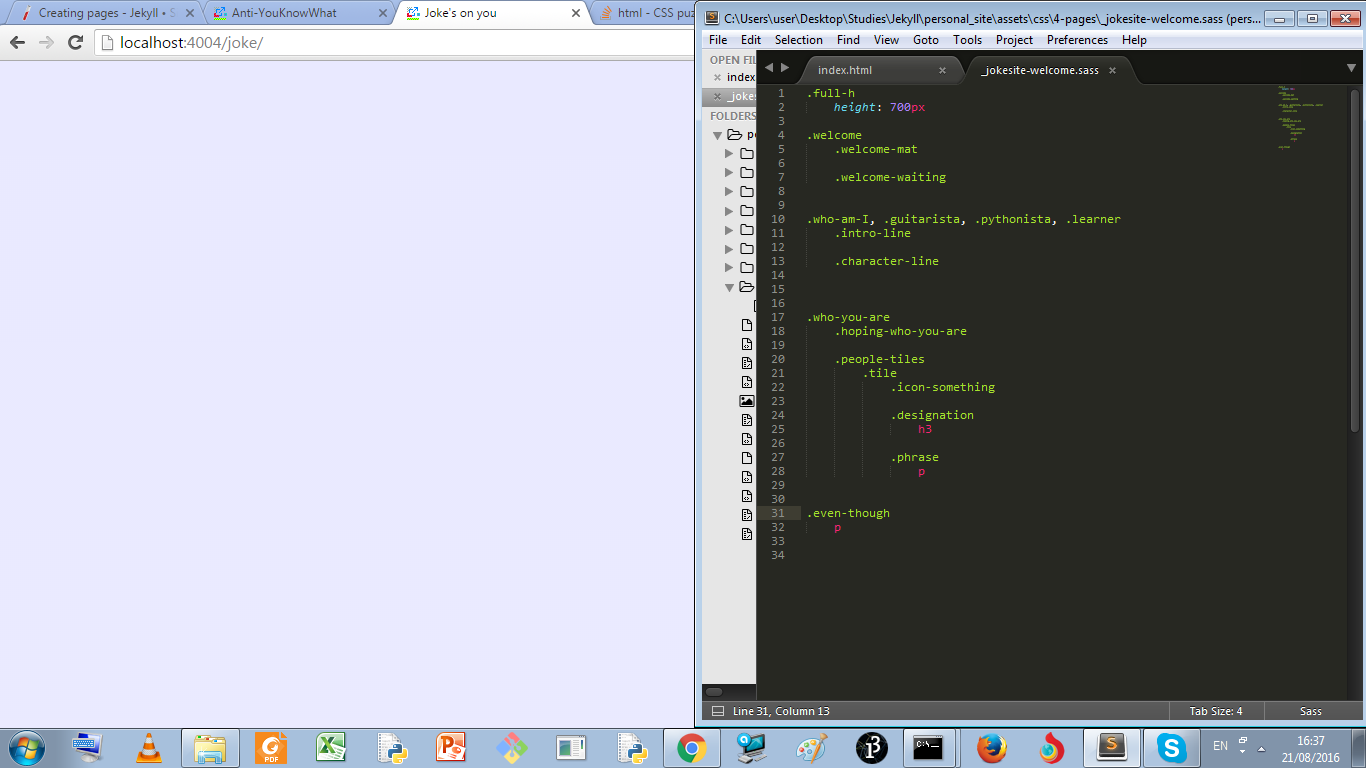 Creating pages - Jekyll • S
Anti-YouKnowWhat
Joke's on you
html - CSS puz
localhost:4004/joke/
C:\Users\user\Desktop\Studies\Jekyll\personal_site\assets\css\4-pages\_jokesite-welcome.sass (pers...
File Edit Selection Find View Goto Tools Project Preferences Help
OPEN FIL
index
_jokes
FOLDERS
pe
index.html
_jokesite-welcome.sass
1 .full-h
2 height: 700px
3
4 .welcome
5 .welcome-mat
6
7 .welcome-waiting
8
9
10 .who-am-I, .guitarista, .pythonista, .learner
11 .intro-line
12
13 .character-line
14
15
16
17 .who-you-are
18 .hoping-who-you-are
19
20 .people-tiles
21 .tile
22 .icon-something
23
24 .designation
25 h3
26
27 .phrase
28 p
29
30
31 .even-though
32 p
33
34
Line 31, Column 13
Tab Size: 4
Sass
PDF
C:\.
EN
16:37
21/08/2016